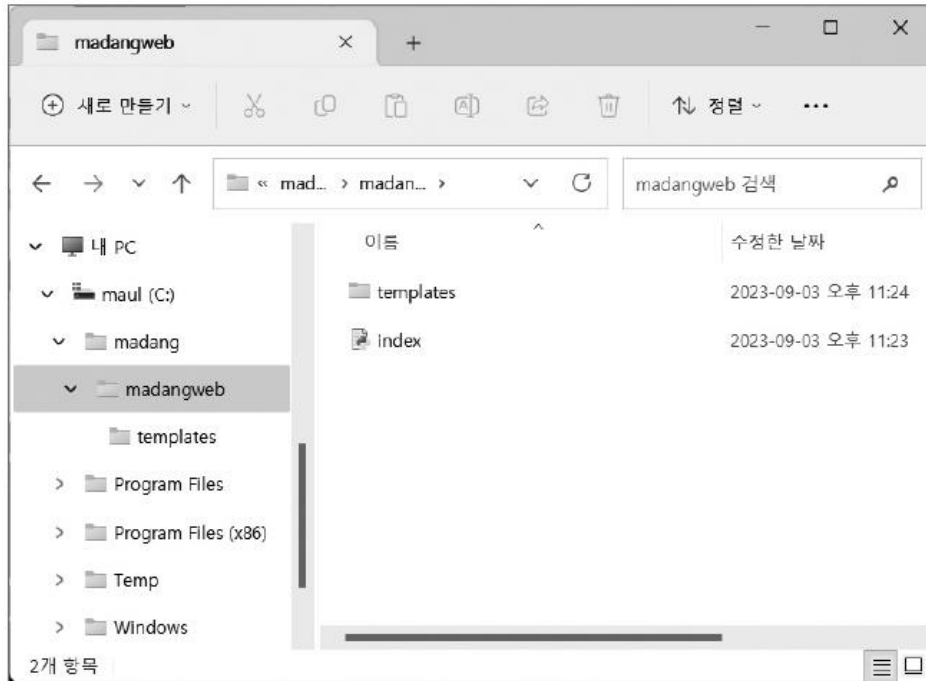 madangweb
새로 만들기
정렬
mad... > madan... >
madangweb 검색
내 PC
이름
수정한 날짜
maul (C:)
templates
2023-09-03 오후 11:24
madang
index
2023-09-03 오후 11:23
madangweb
templates
Program Files
Program Files (x86)
Temp
Windows
2개 항목